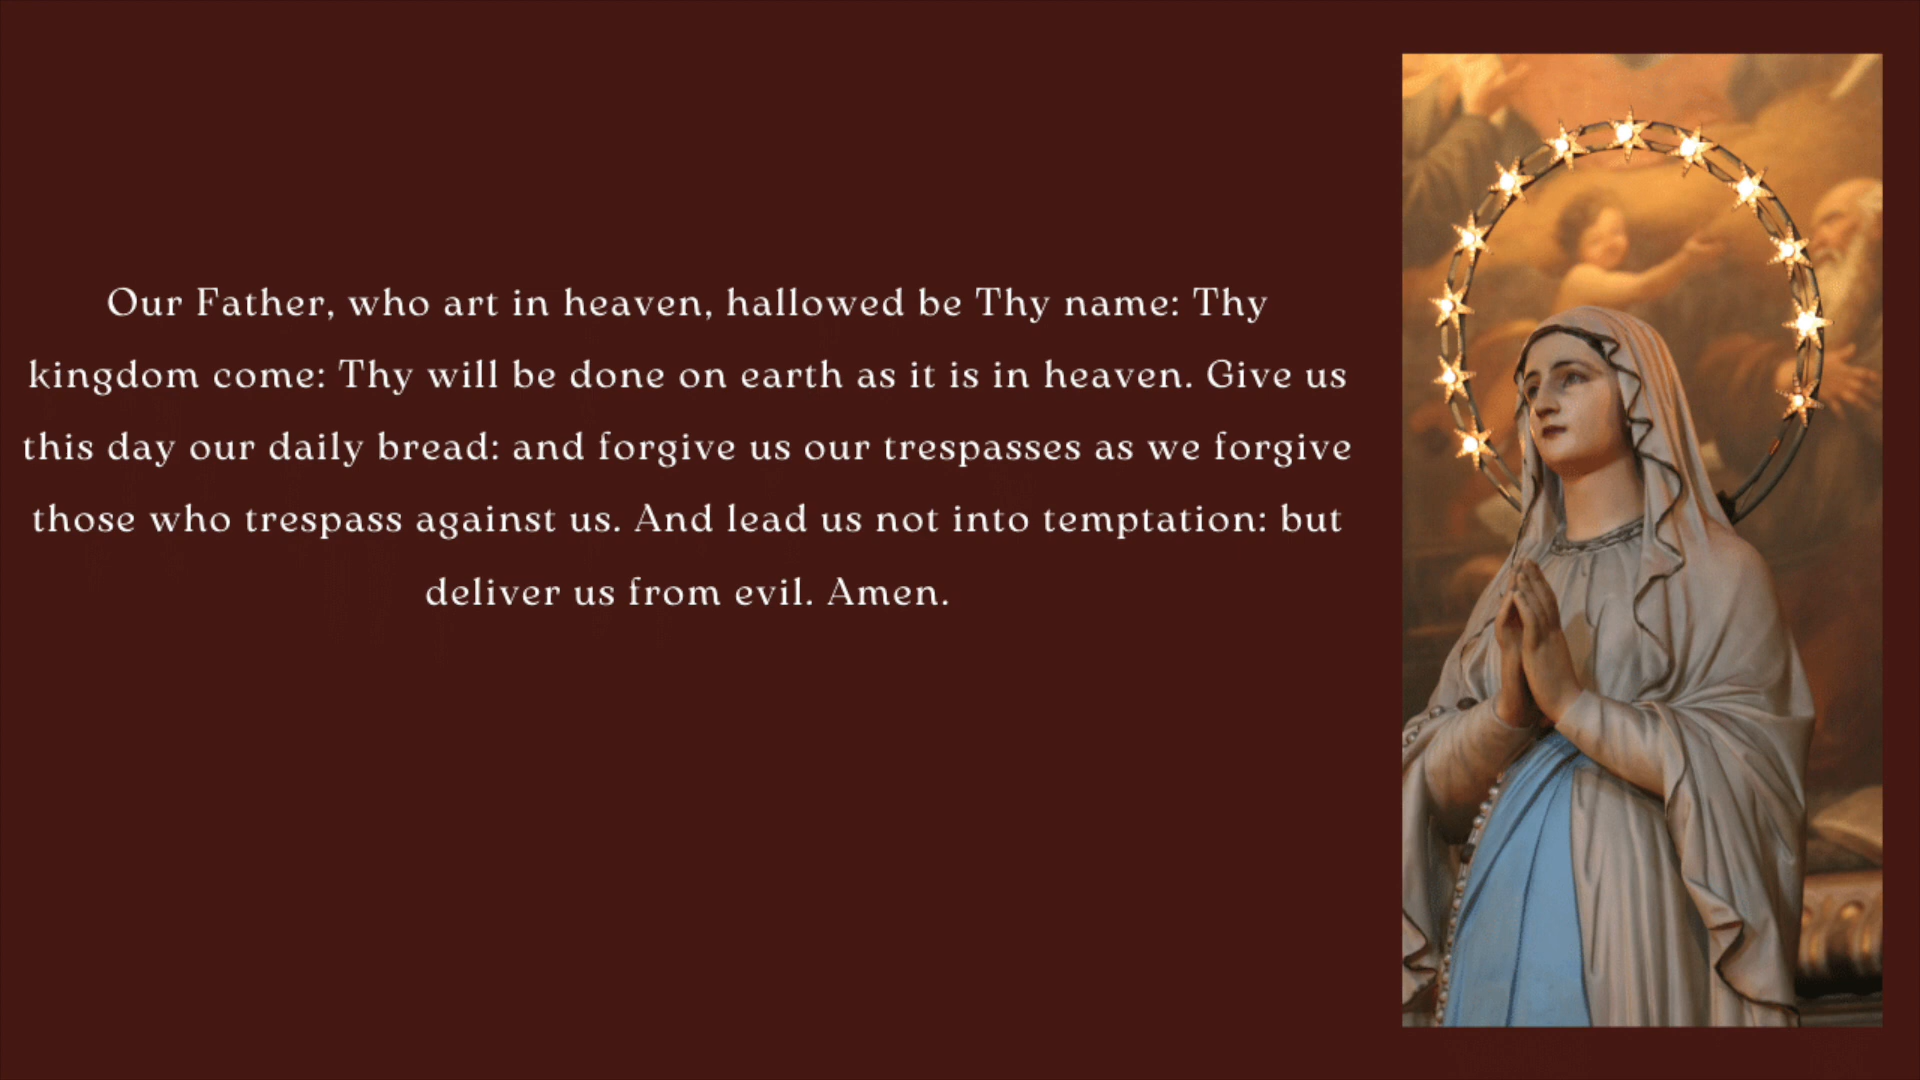 Our Father, who art in heaven, hallowed be Thy name: Thy
kingdom come: Thy will be done on earth as it is in heaven. Give us
this day our daily bread: and forgive us our trespasses as we forgive
those who trespass against us. And lead us not into temptation: but
deliver us from evil. Amen.